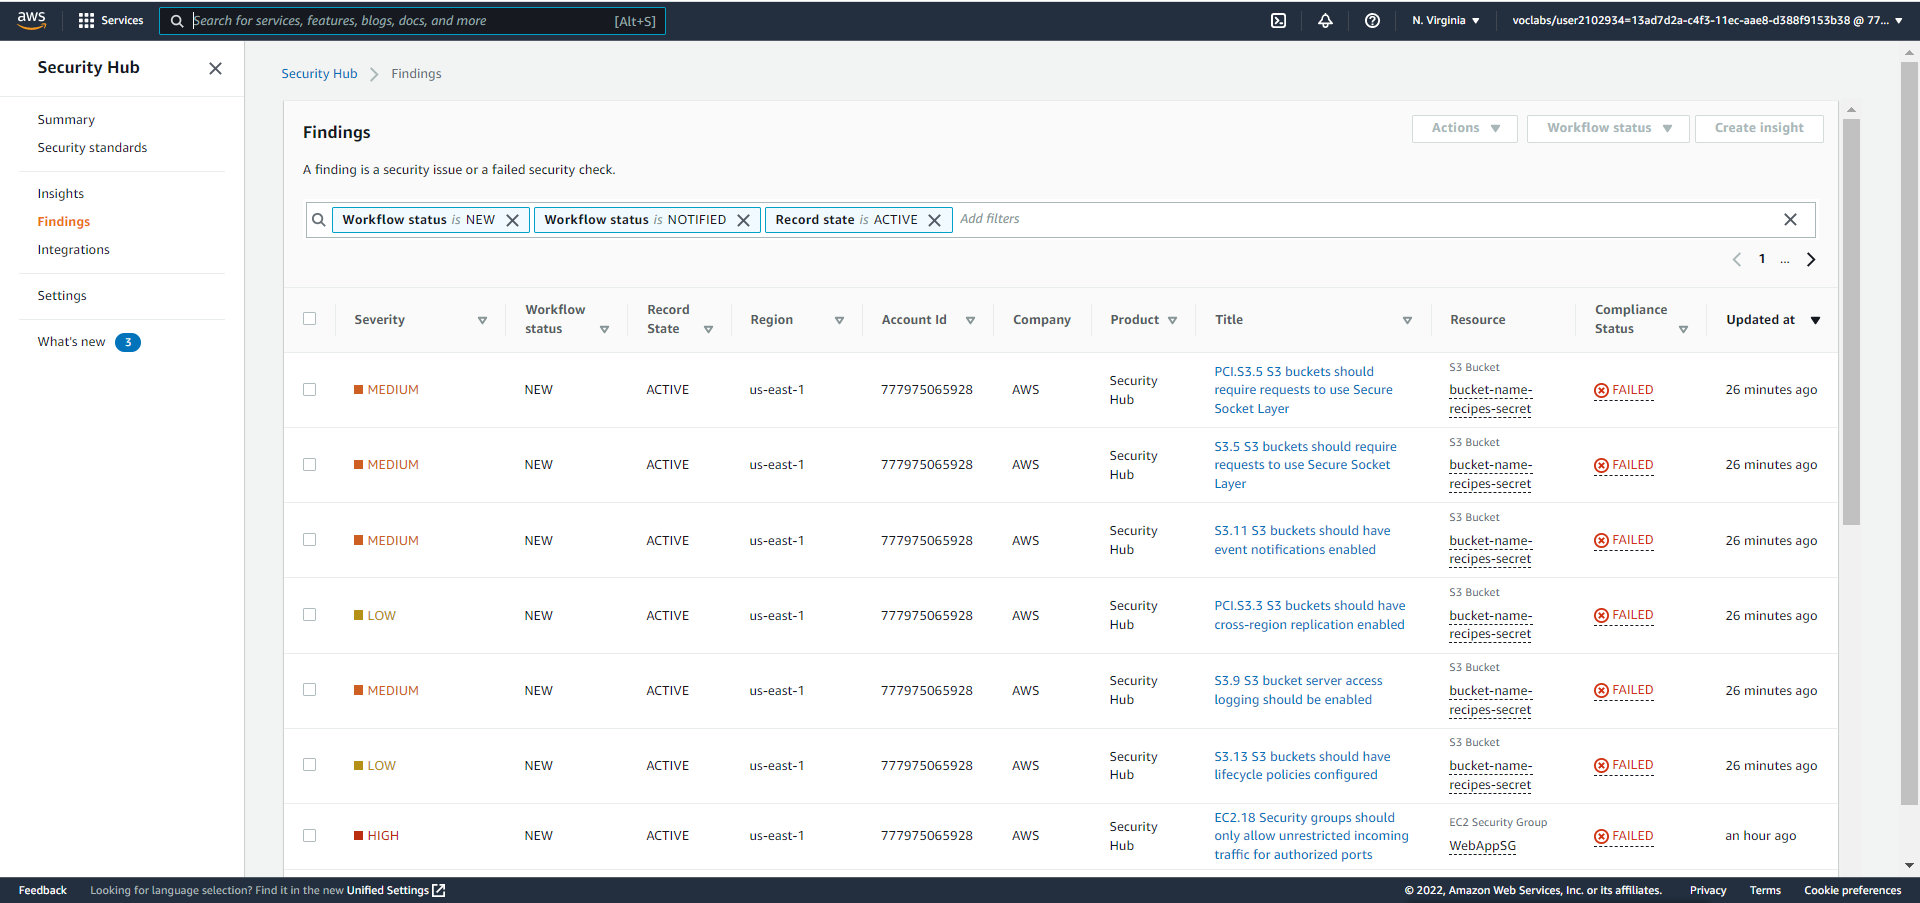 aws Services Search for services, features, blogs, docs, and more [Alt+S] N. Virginia voclabs/user2102934=13ad7d2a-c4f3-11ec-aae8-d388f9153b38 @ 77...
Security Hub
Summary
Security standards
Insights
Findings
Integrations
Settings
What's new 3
Security Hub Findings
Findings
Actions Workflow status Create insight
A finding is a security issue or a failed security check.
Workflow status is NEW Workflow status is NOTIFIED Record state is ACTIVE Add filters
1 ...
Severity Workflow status Record State Region Account Id Company Product Title Resource Compliance Status Updated at
MEDIUM NEW ACTIVE us-east-1 777975065928 AWS Security Hub PCI.S3.5 S3 buckets should require requests to use Secure Socket Layer S3 Bucket bucket-name-recipes-secret FAILED 26 minutes ago
MEDIUM NEW ACTIVE us-east-1 777975065928 AWS Security Hub S3.5 S3 buckets should require requests to use Secure Socket Layer S3 Bucket bucket-name-recipes-secret FAILED 26 minutes ago
MEDIUM NEW ACTIVE us-east-1 777975065928 AWS Security Hub S3.11 S3 buckets should have event notifications enabled S3 Bucket bucket-name-recipes-secret FAILED 26 minutes ago
LOW NEW ACTIVE us-east-1 777975065928 AWS Security Hub PCI.S3.3 S3 buckets should have cross-region replication enabled S3 Bucket bucket-name-recipes-secret FAILED 26 minutes ago
MEDIUM NEW ACTIVE us-east-1 777975065928 AWS Security Hub S3.9 S3 bucket server access logging should be enabled S3 Bucket bucket-name-recipes-secret FAILED 26 minutes ago
LOW NEW ACTIVE us-east-1 777975065928 AWS Security Hub S3.13 S3 buckets should have lifecycle policies configured S3 Bucket bucket-name-recipes-secret FAILED 26 minutes ago
HIGH NEW ACTIVE us-east-1 777975065928 AWS Security Hub EC2.18 Security groups should only allow unrestricted incoming traffic for authorized ports EC2 Security Group WebAppSG FAILED an hour ago
Feedback Looking for language selection? Find it in the new Unified Settings © 2022, Amazon Web Services, Inc. or its affiliates. Privacy Terms Cookie preferences